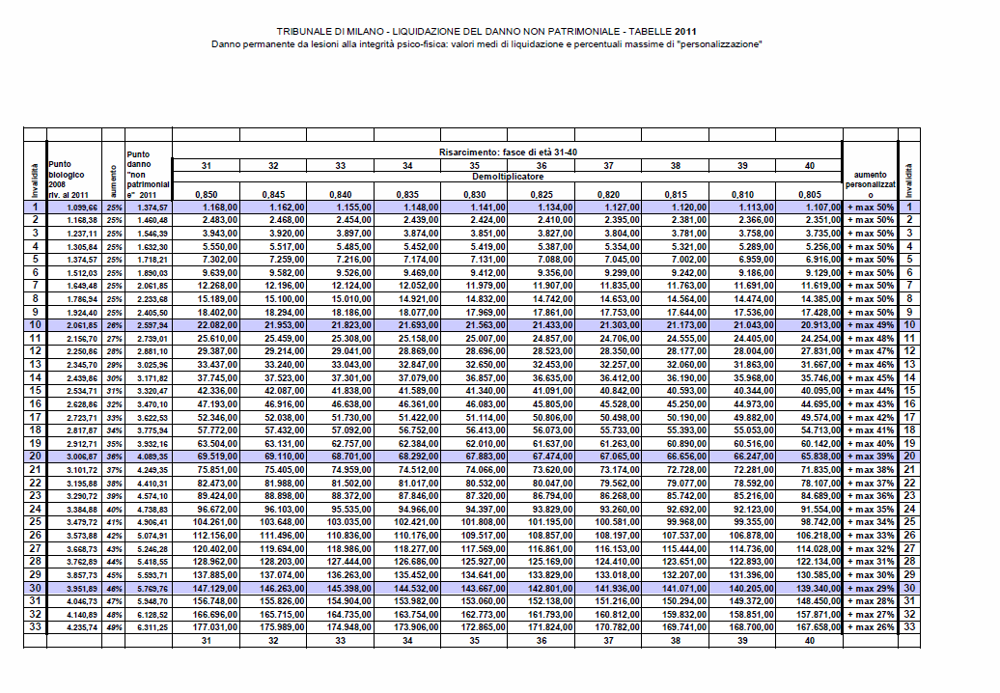 TRIBUNALE DI MILANO - LIQUIDAZIONE DEL DANNO NON PATRIMONIALE - TABELLE 2011
Danno permanente da lesioni alla integrità psico-fisica: valori medi di liquidazione e percentuali massime di "personalizzazione"
Invalidità Punto biologico 2008 riv. al 2011 aumento Punto danno "non patrimonial e" 2011 Risarcimento: fasce di età 31-40 aumento personalizzat o Invalidità
31 32 33 34 35 36 37 38 39 40
Demoltiplicatore
0,850 0,845 0,840 0,835 0,830 0,825 0,820 0,815 0,810 0,805
1 1.099,66 25% 1.374,57 1.168,00 1.162,00 1.155,00 1.148,00 1.141,00 1.134,00 1.127,00 1.120,00 1.113,00 1.107,00 + max 50% 1
2 1.168,38 25% 1.460,48 2.483,00 2.468,00 2.454,00 2.439,00 2.424,00 2.410,00 2.395,00 2.381,00 2.366,00 2.351,00 + max 50% 2
3 1.237,11 25% 1.546,39 3.943,00 3.920,00 3.897,00 3.874,00 3.851,00 3.827,00 3.804,00 3.781,00 3.758,00 3.735,00 + max 50% 3
4 1.305,84 25% 1.632,30 5.550,00 5.517,00 5.485,00 5.452,00 5.419,00 5.387,00 5.354,00 5.321,00 5.289,00 5.256,00 + max 50% 4
5 1.374,57 25% 1.718,21 7.302,00 7.259,00 7.216,00 7.174,00 7.131,00 7.088,00 7.045,00 7.002,00 6.959,00 6.916,00 + max 50% 5
6 1.512,03 25% 1.890,03 9.639,00 9.582,00 9.526,00 9.469,00 9.412,00 9.356,00 9.299,00 9.242,00 9.186,00 9.129,00 + max 50% 6
7 1.649,48 25% 2.061,85 12.268,00 12.196,00 12.124,00 12.052,00 11.979,00 11.907,00 11.835,00 11.763,00 11.691,00 11.619,00 + max 50% 7
8 1.786,94 25% 2.233,68 15.189,00 15.100,00 15.010,00 14.921,00 14.832,00 14.742,00 14.653,00 14.564,00 14.474,00 14.385,00 + max 50% 8
9 1.924,40 25% 2.405,50 18.402,00 18.294,00 18.186,00 18.077,00 17.969,00 17.861,00 17.753,00 17.644,00 17.536,00 17.428,00 + max 50% 9
10 2.061,85 26% 2.597,94 22.082,00 21.953,00 21.823,00 21.693,00 21.563,00 21.433,00 21.303,00 21.173,00 21.043,00 20.913,00 + max 49% 10
11 2.156,70 27% 2.739,01 25.610,00 25.459,00 25.308,00 25.158,00 25.007,00 24.857,00 24.706,00 24.555,00 24.405,00 24.254,00 + max 48% 11
12 2.250,86 28% 2.881,10 29.387,00 29.214,00 29.041,00 28.869,00 28.696,00 28.523,00 28.350,00 28.177,00 28.004,00 27.831,00 + max 47% 12
13 2.345,70 29% 3.025,96 33.437,00 33.240,00 33.043,00 32.847,00 32.650,00 32.453,00 32.257,00 32.060,00 31.863,00 31.667,00 + max 46% 13
14 2.439,86 30% 3.171,82 37.745,00 37.523,00 37.301,00 37.079,00 36.857,00 36.635,00 36.412,00 36.190,00 35.968,00 35.746,00 + max 45% 14
15 2.534,71 31% 3.320,47 42.336,00 42.087,00 41.838,00 41.589,00 41.340,00 41.091,00 40.842,00 40.593,00 40.344,00 40.095,00 + max 44% 15
16 2.628,86 32% 3.470,10 47.193,00 46.916,00 46.638,00 46.361,00 46.083,00 45.805,00 45.528,00 45.250,00 44.973,00 44.695,00 + max 43% 16
17 2.723,71 33% 3.622,53 52.346,00 52.038,00 51.730,00 51.422,00 51.114,00 50.806,00 50.498,00 50.190,00 49.882,00 49.574,00 + max 42% 17
18 2.817,87 34% 3.775,94 57.772,00 57.432,00 57.092,00 56.752,00 56.413,00 56.073,00 55.733,00 55.393,00 55.053,00 54.713,00 + max 41% 18
19 2.912,71 35% 3.932,16 63.504,00 63.131,00 62.757,00 62.384,00 62.010,00 61.637,00 61.263,00 60.890,00 60.516,00 60.142,00 + max 40% 19
20 3.006,87 36% 4.089,35 69.519,00 69.110,00 68.701,00 68.292,00 67.883,00 67.474,00 67.065,00 66.656,00 66.247,00 65.838,00 + max 39% 20
21 3.101,72 37% 4.249,35 75.851,00 75.405,00 74.959,00 74.512,00 74.066,00 73.620,00 73.174,00 72.728,00 72.281,00 71.835,00 + max 38% 21
22 3.195,88 38% 4.410,31 82.473,00 81.988,00 81.502,00 81.017,00 80.532,00 80.047,00 79.562,00 79.077,00 78.592,00 78.107,00 + max 37% 22
23 3.290,72 39% 4.574,10 89.424,00 88.898,00 88.372,00 87.846,00 87.320,00 86.794,00 86.268,00 85.742,00 85.216,00 84.689,00 + max 36% 23
24 3.384,88 40% 4.738,83 96.672,00 96.103,00 95.535,00 94.966,00 94.397,00 93.829,00 93.260,00 92.692,00 92.123,00 91.554,00 + max 35% 24
25 3.479,72 41% 4.906,41 104.261,00 103.648,00 103.035,00 102.421,00 101.808,00 101.195,00 100.581,00 99.968,00 99.355,00 98.742,00 + max 34% 25
26 3.573,88 42% 5.074,91 112.156,00 111.496,00 110.836,00 110.176,00 109.517,00 108.857,00 108.197,00 107.537,00 106.878,00 106.218,00 + max 33% 26
27 3.668,73 43% 5.246,28 120.402,00 119.694,00 118.986,00 118.277,00 117.569,00 116.861,00 116.153,00 115.444,00 114.736,00 114.028,00 + max 32% 27
28 3.762,89 44% 5.418,55 128.962,00 128.203,00 127.444,00 126.686,00 125.927,00 125.169,00 124.410,00 123.651,00 122.893,00 122.134,00 + max 31% 28
29 3.857,73 45% 5.593,71 137.885,00 137.074,00 136.263,00 135.452,00 134.641,00 133.829,00 133.018,00 132.207,00 131.396,00 130.585,00 + max 30% 29
30 3.951,89 46% 5.769,76 147.129,00 146.263,00 145.398,00 144.532,00 143.667,00 142.801,00 141.936,00 141.071,00 140.205,00 139.340,00 + max 29% 30
31 4.046,73 47% 5.948,70 156.748,00 155.826,00 154.904,00 153.982,00 153.060,00 152.138,00 151.216,00 150.294,00 149.372,00 148.450,00 + max 28% 31
32 4.140,89 48% 6.128,52 166.696,00 165.715,00 164.735,00 163.754,00 162.773,00 161.793,00 160.812,00 159.832,00 158.851,00 157.871,00 + max 27% 32
33 4.235,74 49% 6.311,25 177.031,00 175.989,00 174.948,00 173.906,00 172.865,00 171.824,00 170.782,00 169.741,00 168.700,00 167.658,00 + max 26% 33
31 32 33 34 35 36 37 38 39 40